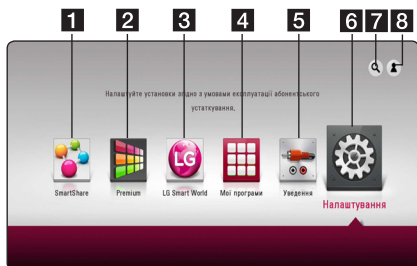 1 2 3 4 5 6 7 8
Налаштуйте установки згідно з умовами експлуатації абонентського
устаткування.
LG
SmartShare Premium LG Smart World Мої програми Уведення Налаштування